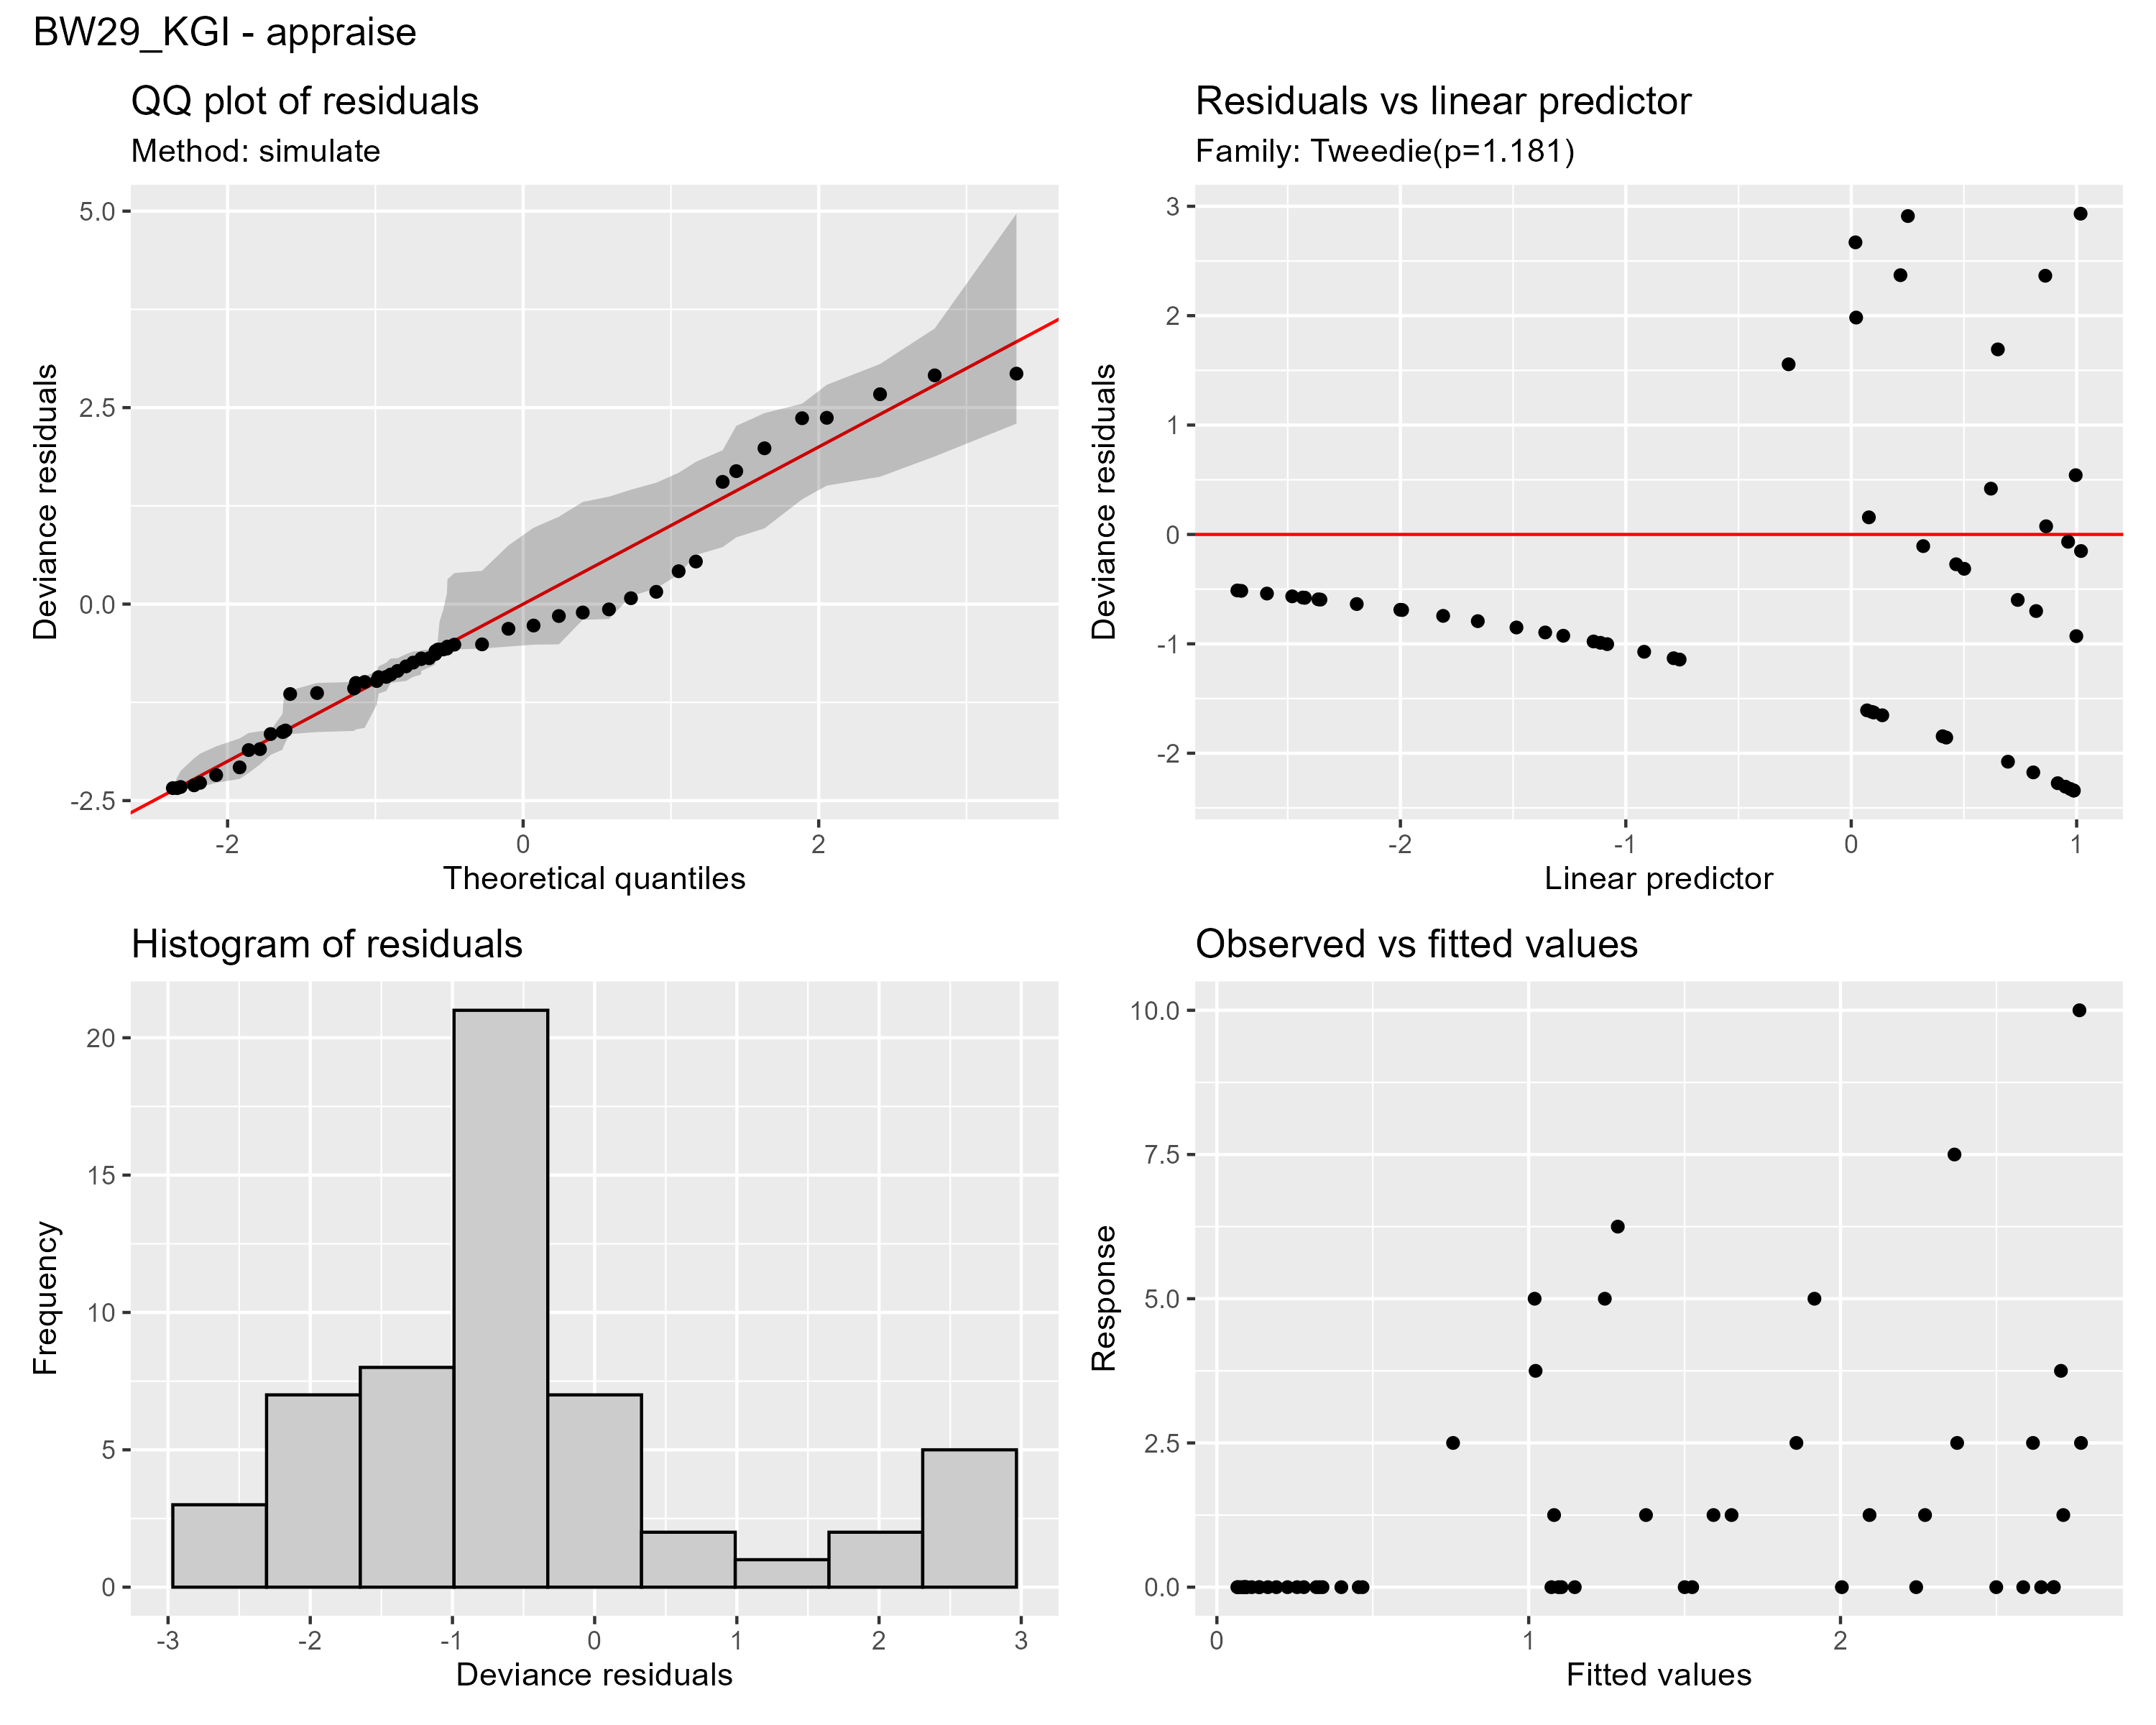 BW29_KGI - appraise
QQ plot of residuals
Method: simulate
5.0
2.5
0.0
-2.5
Deviance residuals
-2
0
2
Theoretical quantiles
Residuals vs linear predictor
Family: Tweedie(p=1.181)
3
2
1
0
-1
-2
Deviance residuals
-2
-1
0
1
Linear predictor
Histogram of residuals
20
15
10
5
0
Frequency
-3
-2
-1
0
1
2
3
Deviance residuals
Observed vs fitted values
10.0
7.5
5.0
2.5
0.0
Response
0
1
2
Fitted values